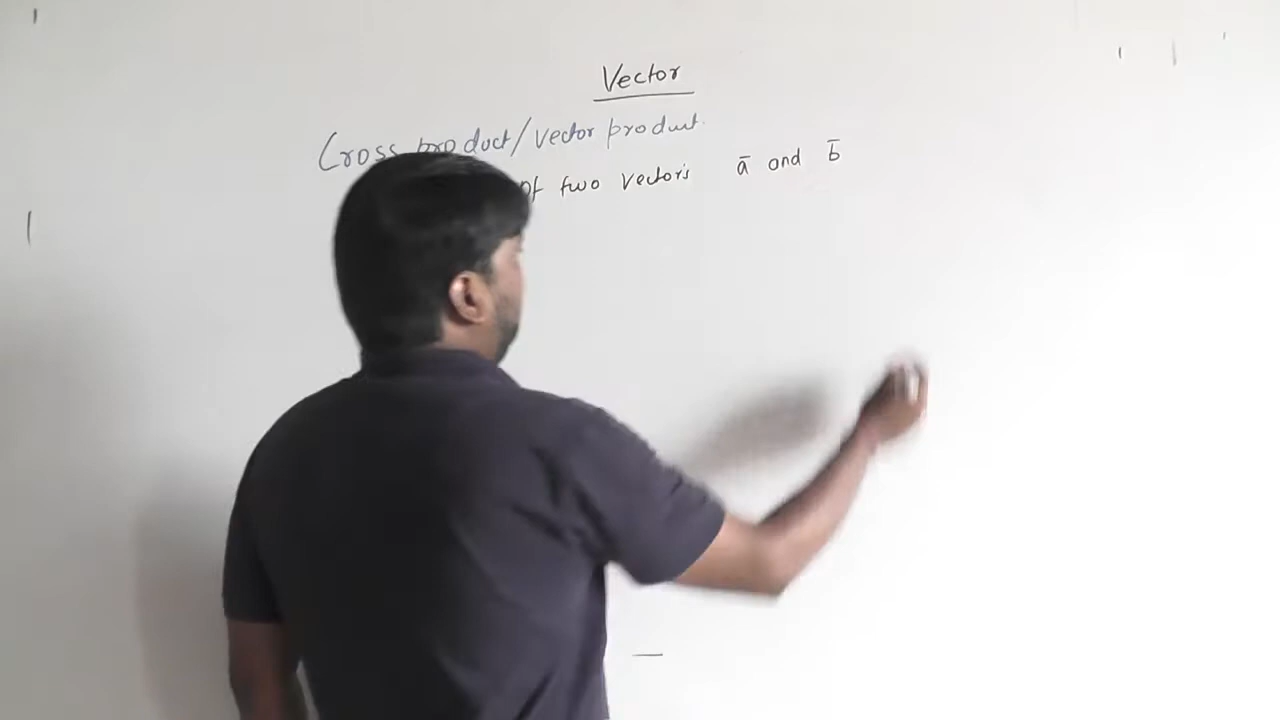 Vector
Cross product/vector product.
of two vectors ā and b̄